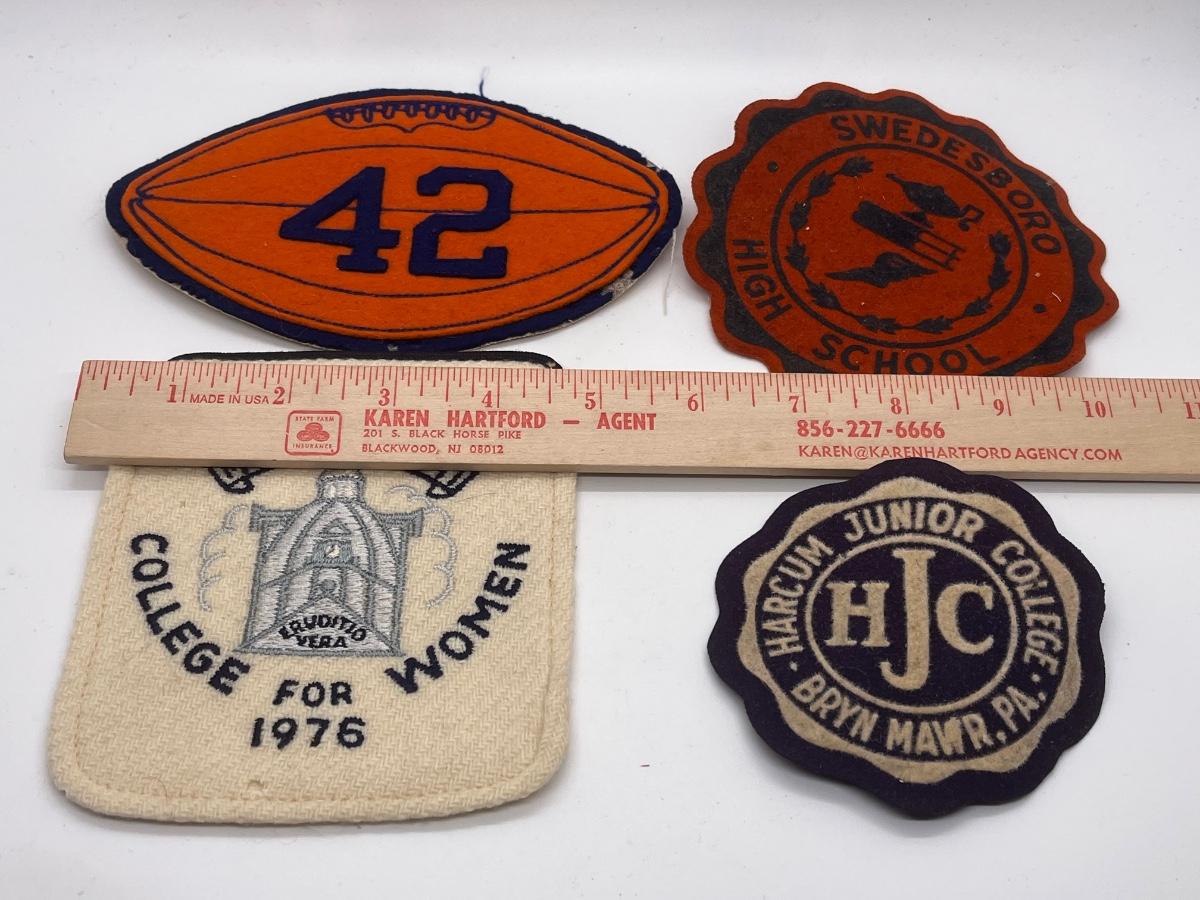 42
SWEDESBORO
HIGH SCHOOL
1 2 3 4 5 6 7 8 9 10 11
MADE IN USA
STATE FARM
INSURANCE
KAREN HARTFORD — AGENT
201 S. BLACK HORSE PIKE
BLACKWOOD, NJ 08012
856-227-6666
KAREN@KARENHARTFORDAGENCY.COM
ERUDITIO
VERA
COLLEGE FOR WOMEN
1976
HARCUM JUNIOR COLLEGE
HJC
· BRYN MAWR, PA. ·